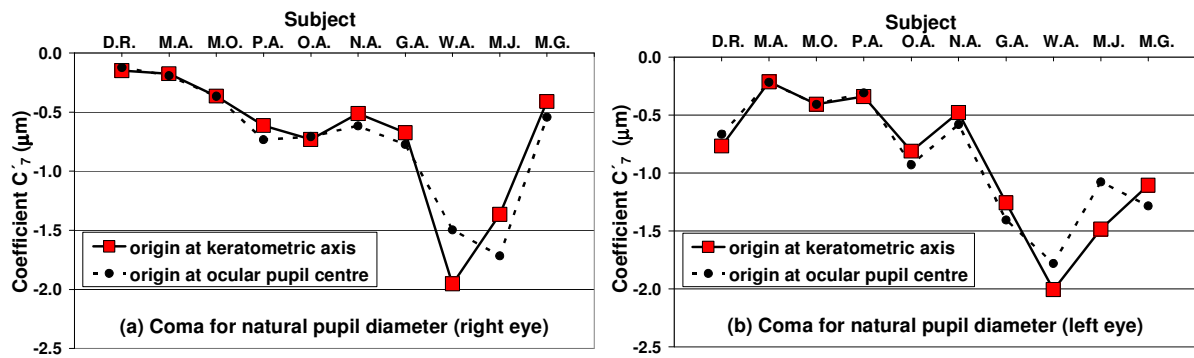 Subject
D.R. M.A. M.O. P.A. O.A. N.A. G.A. W.A. M.J. M.G.
0.0
-0.5
-1.0
-1.5
-2.0
-2.5
Coefficient C´7 (µm)
origin at keratometric axis
origin at ocular pupil centre
(a) Coma for natural pupil diameter (right eye)
Subject
D.R. M.A. M.O. P.A. O.A. N.A. G.A. W.A. M.J. M.G.
0.0
-0.5
-1.0
-1.5
-2.0
-2.5
Coefficient C´7 (µm)
origin at keratometric axis
origin at ocular pupil centre
(b) Coma for natural pupil diameter (left eye)